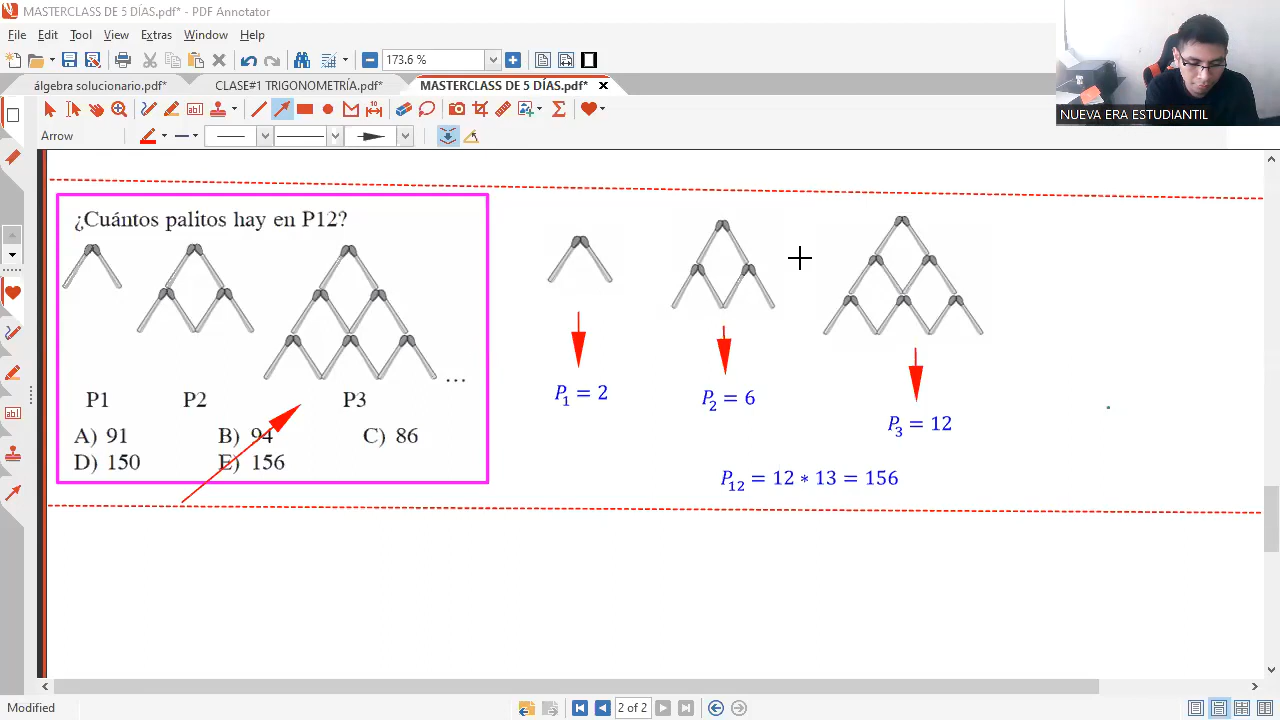 MASTERCLASS DE 5 DÍAS.pdf* - PDF Annotator
File Edit Tool View Extras Window Help
173.6 %
álgebra solucionario.pdf* CLASE#1 TRIGONOMETRÍA.pdf MASTERCLASS DE 5 DÍAS.pdf*
NUEVA ERA ESTUDIANTIL
Arrow
¿Cuántos palitos hay en P12?
...
P1 P2 P3
A) 91 B) 94 C) 86
D) 150 E) 156
P1 = 2
P2 = 6
P3 = 12
P12 = 12 * 13 = 156
Modified
2 of 2